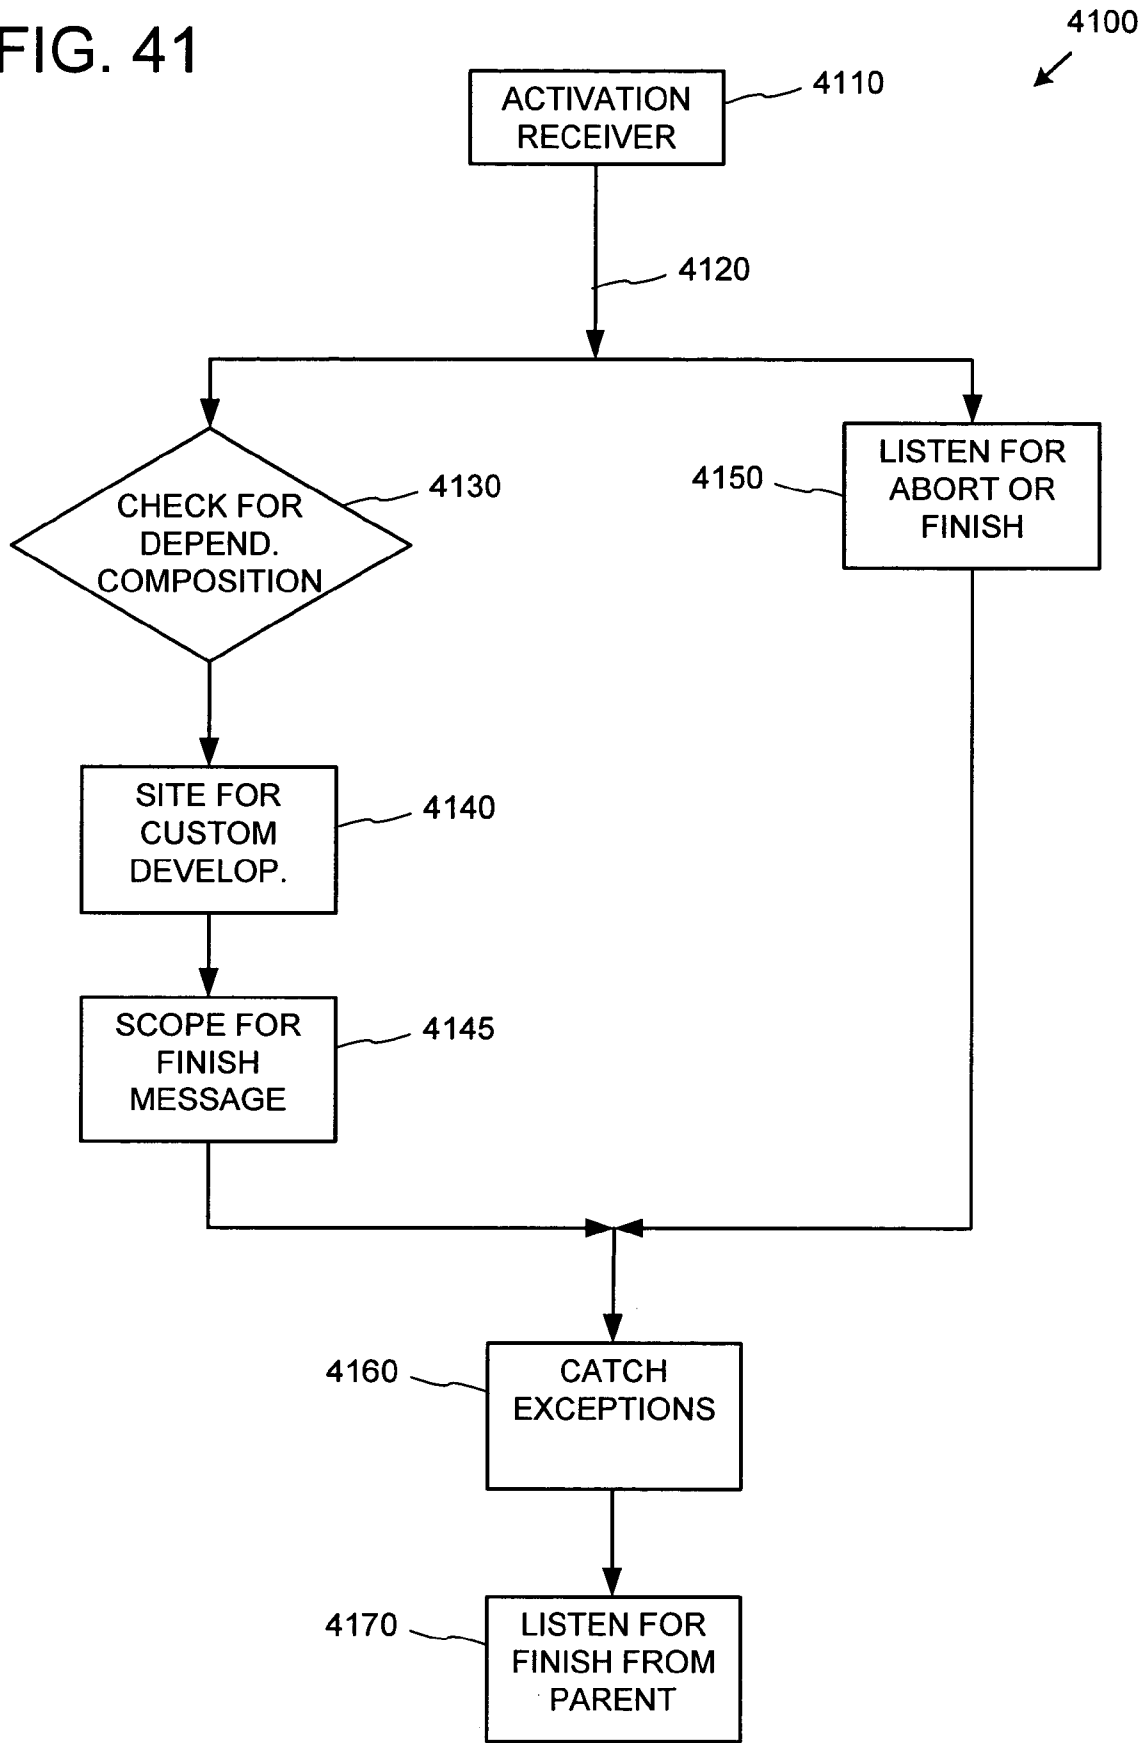 FIG. 41
4100
ACTIVATION
RECEIVER
4110
4120
CHECK FOR
DEPEND.
COMPOSITION
4130
4150
LISTEN FOR
ABORT OR
FINISH
SITE FOR
CUSTOM
DEVELOP.
4140
SCOPE FOR
FINISH
MESSAGE
4145
4160
CATCH
EXCEPTIONS
4170
LISTEN FOR
FINISH FROM
PARENT